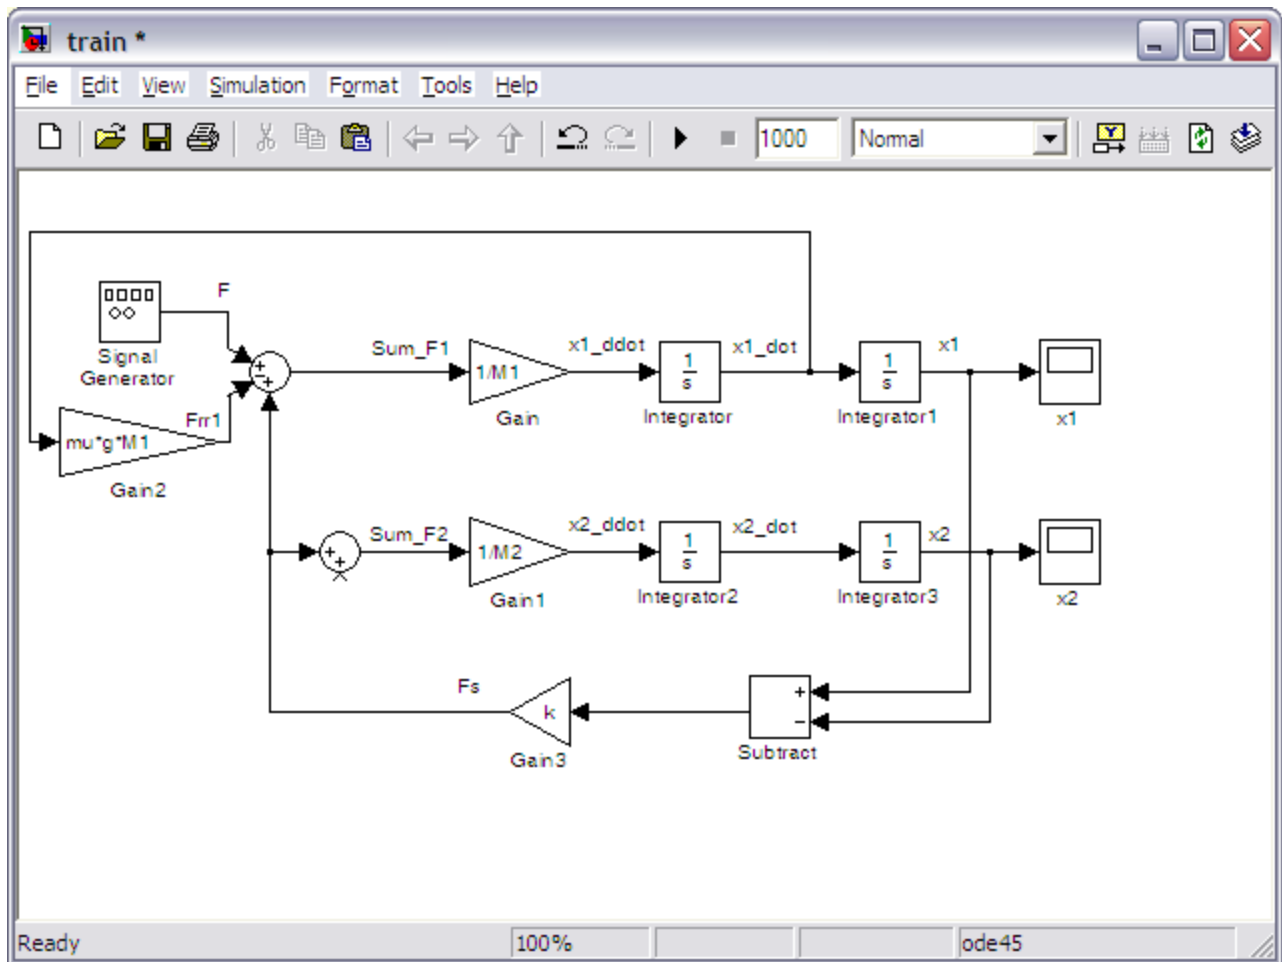 train *
File Edit View Simulation Format Tools Help
1000 Normal
F
Signal
Generator
+
-
+
Sum_F1
1/M1
Gain
x1_ddot
1
s
Integrator
x1_dot
1
s
Integrator1
x1
x1
Frr1
mu*g*M1
Gain2
+
+
Sum_F2
1/M2
Gain1
x2_ddot
1
s
Integrator2
x2_dot
1
s
Integrator3
x2
x2
Fs
k
Gain3
+
-
Subtract
Ready 100% ode45